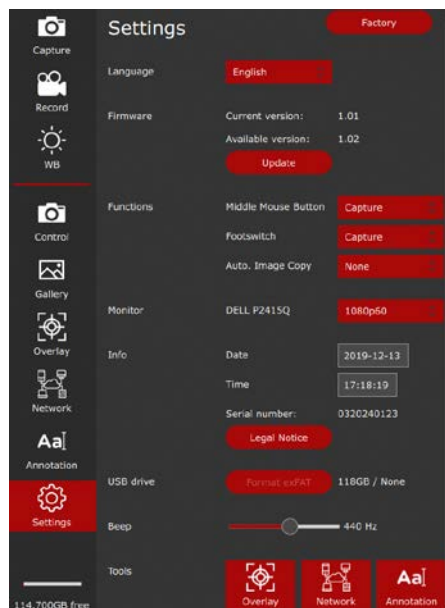 Capture
Record
WB
Control
Gallery
Overlay
Network
Aa
Annotation
Settings
114.700GB free
Settings
Factory
Language
English
Firmware
Current version:
1.01
Available version:
1.02
Update
Functions
Middle Mouse Button
Capture
Footswitch
Capture
Auto. Image Copy
None
Monitor
DELL P2415Q
1080p60
Info
Date
2019-12-13
Time
17:18:19
Serial number:
0320240123
Legal Notice
USB drive
Format exFAT
118GB / None
Beep
440 Hz
Tools
Overlay
Network
Aa
Annotation